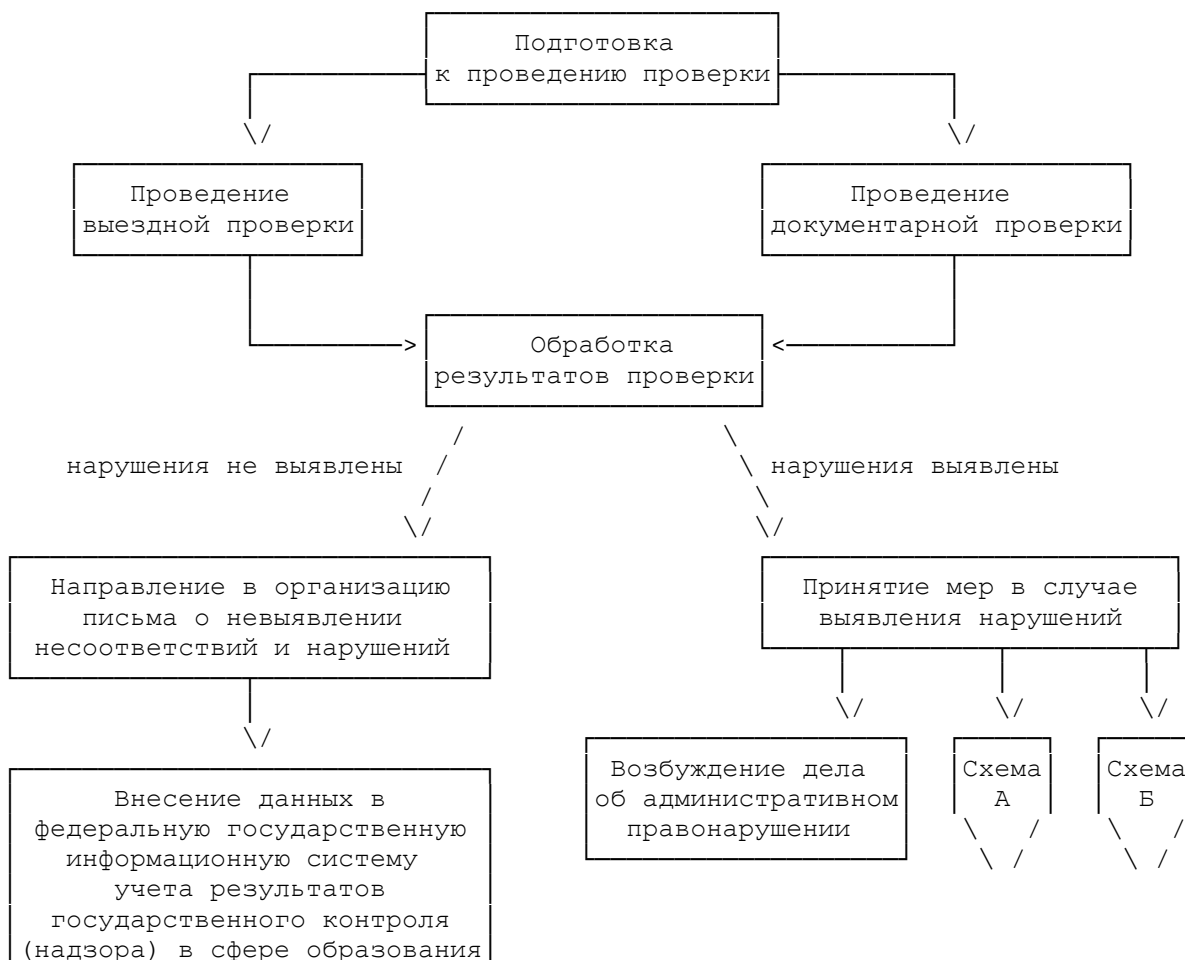 Подготовка
к проведению проверки
Проведение
выездной проверки
Проведение
документарной проверки
Обработка
результатов проверки
нарушения не выявлены
нарушения выявлены
Направление в организацию
письма о невыявлении
несоответствий и нарушений
Принятие мер в случае
выявления нарушений
Возбуждение дела
об административном
правонарушении
Схема
А
Схема
Б
Внесение данных в
федеральную государственную
информационную систему
учета результатов
государственного контроля
(надзора) в сфере образования